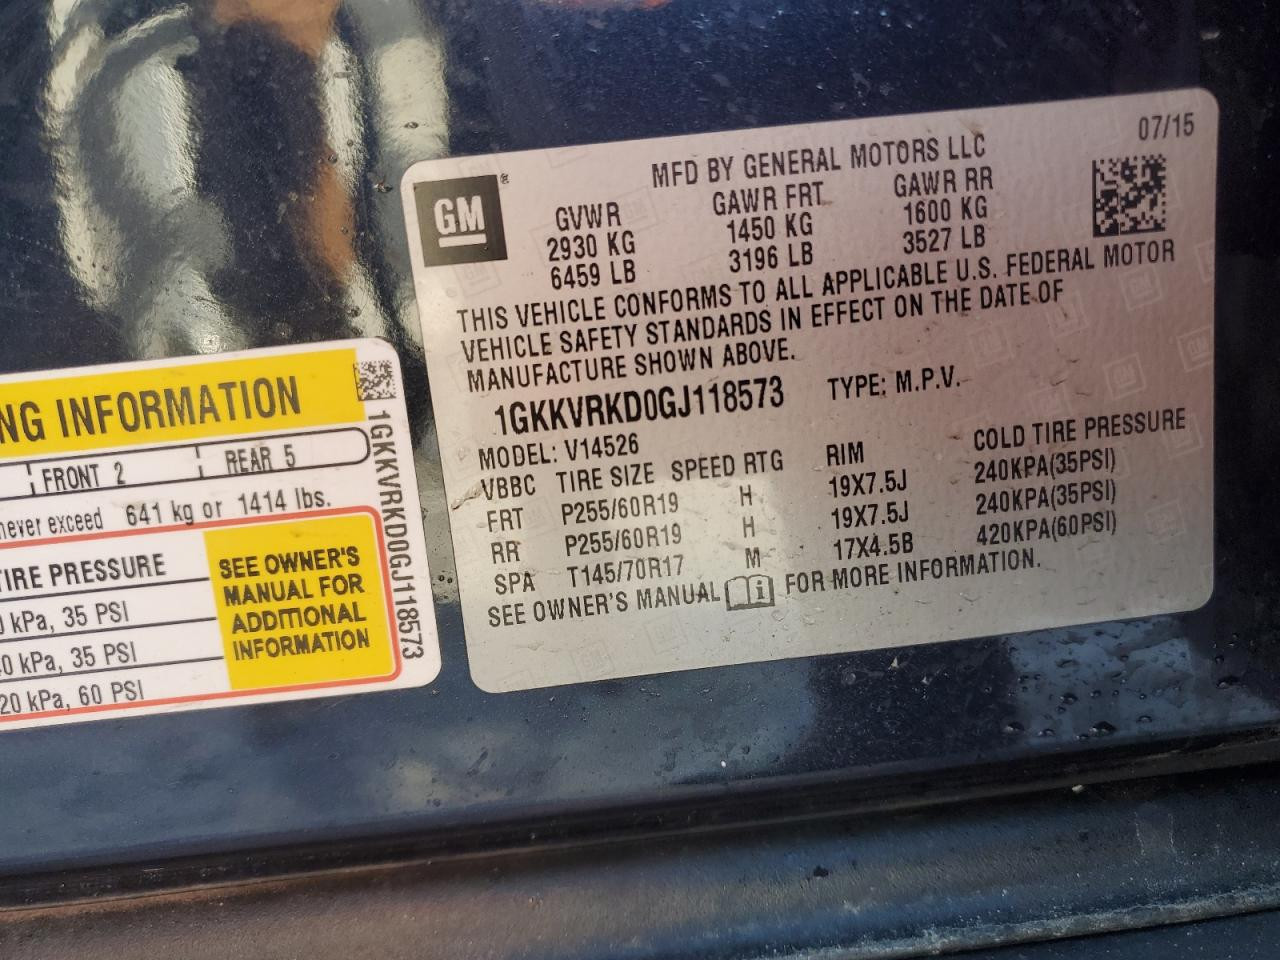 NG INFORMATION
FRONT 2 REAR 5
never exceed 641 kg or 1414 lbs.
TIRE PRESSURE
kPa, 35 PSI
kPa, 35 PSI
20 kPa, 60 PSI
SEE OWNER'S
MANUAL FOR
ADDITIONAL
INFORMATION
1GKKVRKD0GJ118573
GM ®
MFD BY GENERAL MOTORS LLC
07/15
GVWR GAWR FRT GAWR RR
2930 KG 1450 KG 1600 KG
6459 LB 3196 LB 3527 LB
THIS VEHICLE CONFORMS TO ALL APPLICABLE U.S. FEDERAL MOTOR
VEHICLE SAFETY STANDARDS IN EFFECT ON THE DATE OF
MANUFACTURE SHOWN ABOVE.
1GKKVRKD0GJ118573 TYPE: M.P.V.
MODEL: V14526
VBBC TIRE SIZE SPEED RTG RIM COLD TIRE PRESSURE
FRT P255/60R19 H 19X7.5J 240KPA(35PSI)
RR P255/60R19 H 19X7.5J 240KPA(35PSI)
SPA T145/70R17 M 17X4.5B 420KPA(60PSI)
SEE OWNER'S MANUAL FOR MORE INFORMATION.